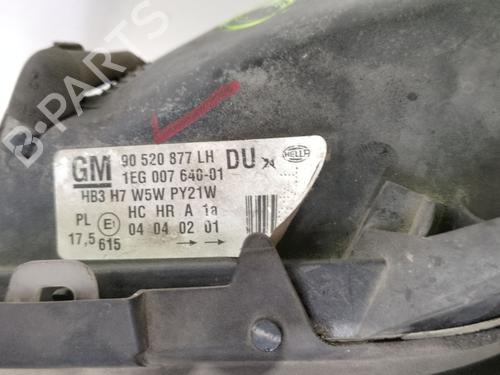 GM 90 520 877 LH DU
1EG 007 640-01
HB3 H7 W5W PY21W
HELLA
HC HR A 1a
PL E1 04 04 02 01
17,5 615
B-PARTS